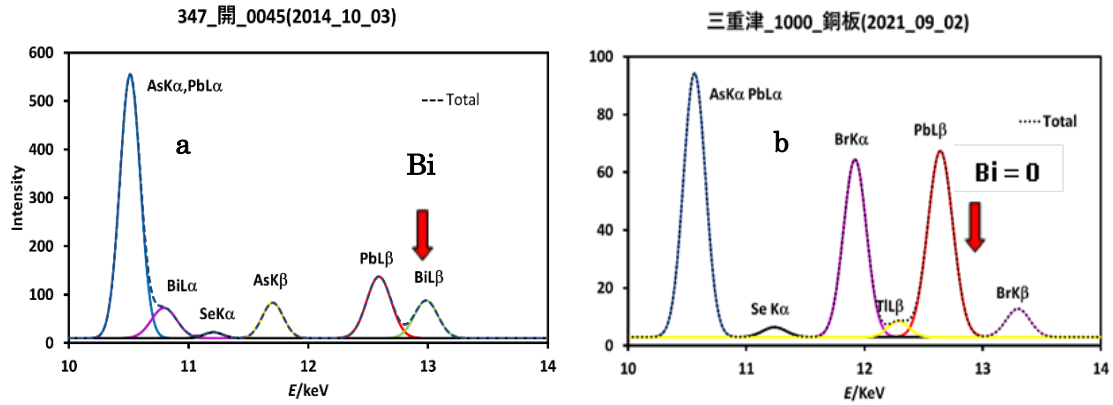 347_開_0045(2014_10_03)
600
500
400
300
200
100
0
Intensity
AsKα,PbLα
Total
a
Bi
BiLα
SeKα
AsKβ
PbLβ
BiLβ
10
11
12
13
14
E/keV
三重津_1000_銅板(2021_09_02)
100
80
60
40
20
0
AsKα PbLα
Total
b
BrKα
PbLβ
Bi = 0
Se Kα
TlLβ
BrKβ
10
11
12
13
14
E/keV